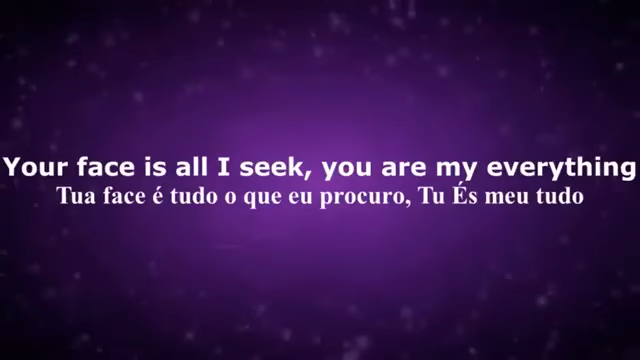 Your face is all I seek, you are my everything
Tua face é tudo o que eu procuro, Tu És meu tudo